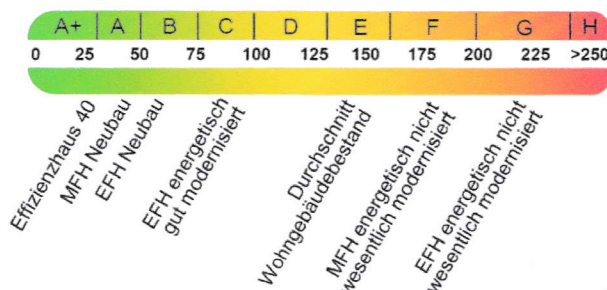 A+ A B C D E F G H
0 25 50 75 100 125 150 175 200 225 >250
Effizienzhaus 40
MFH Neubau
EFH Neubau
EFH energetisch
gut modernisiert
Durchschnitt
Wohngebäudebestand
MFH energetisch nicht
wesentlich modernisiert
EFH energetisch nicht
wesentlich modernisiert